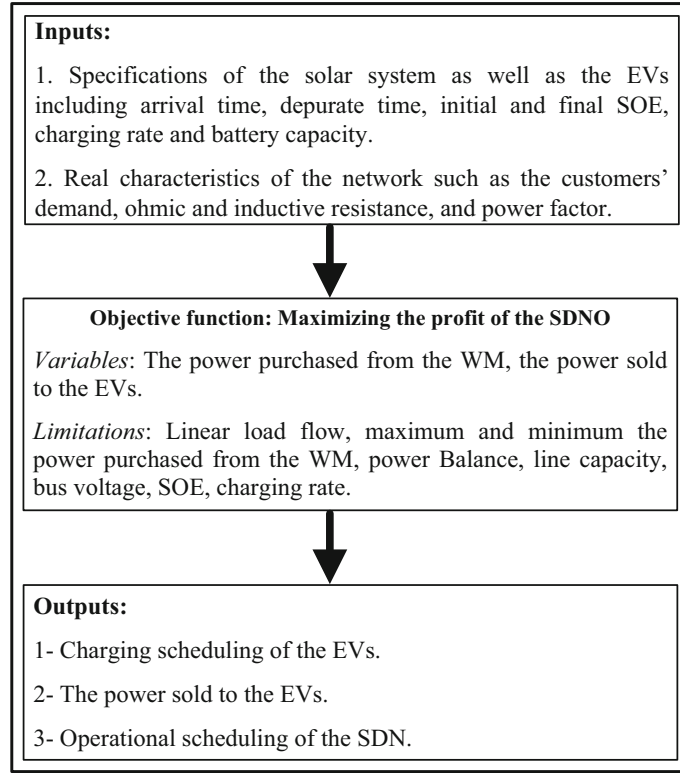 Inputs:
1. Specifications of the solar system as well as the EVs
including arrival time, depurate time, initial and final SOE,
charging rate and battery capacity.
2. Real characteristics of the network such as the customers’
demand, ohmic and inductive resistance, and power factor.
Objective function: Maximizing the profit of the SDNO
Variables: The power purchased from the WM, the power sold
to the EVs.
Limitations: Linear load flow, maximum and minimum the
power purchased from the WM, power Balance, line capacity,
bus voltage, SOE, charging rate.
Outputs:
1- Charging scheduling of the EVs.
2- The power sold to the EVs.
3- Operational scheduling of the SDN.